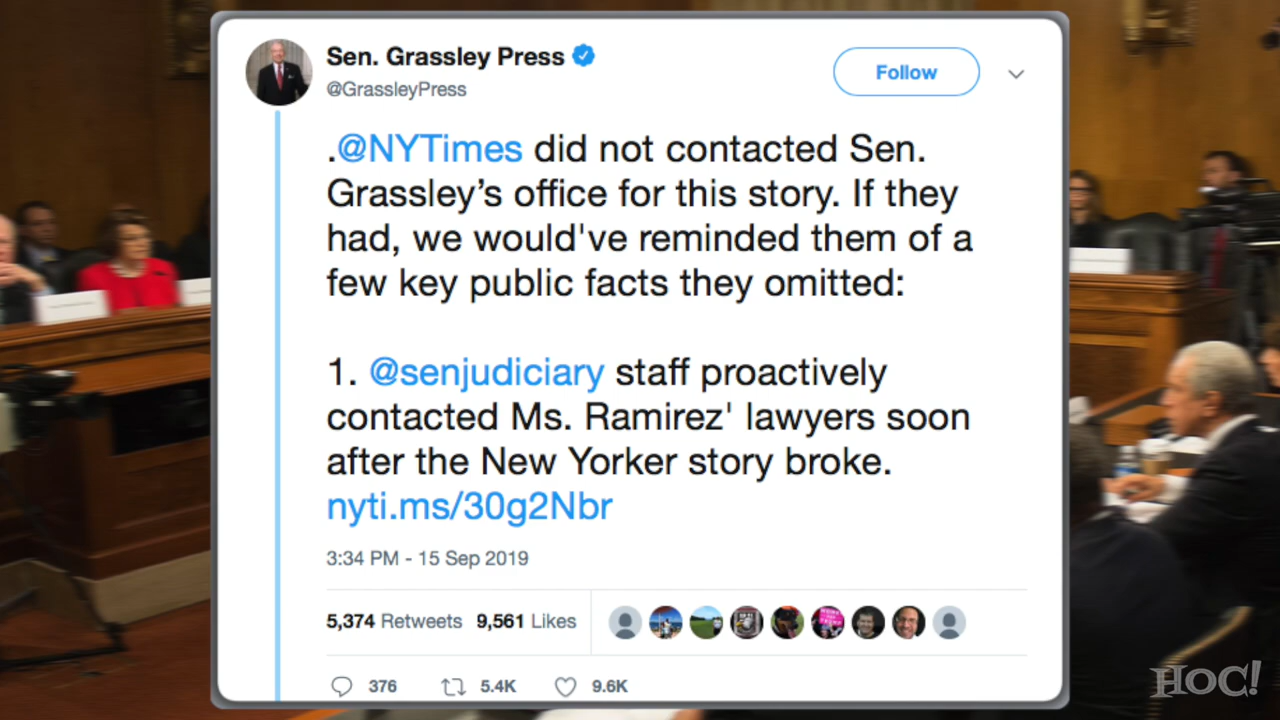 Sen. Grassley Press
@GrassleyPress
Follow
.@NYTimes did not contacted Sen.
Grassley’s office for this story. If they
had, we would've reminded them of a
few key public facts they omitted:
1. @senjudiciary staff proactively
contacted Ms. Ramirez' lawyers soon
after the New Yorker story broke.
nyti.ms/30g2Nbr
3:34 PM - 15 Sep 2019
5,374 Retweets 9,561 Likes
376 5.4K 9.6K
HOC!